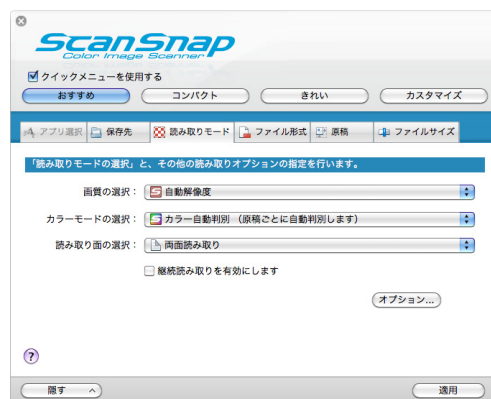 ScanSnap
Color Image Scanner
クイックメニューを使用する
おすすめ コンパクト きれい カスタマイズ
アプリ選択 保存先 読み取りモード ファイル形式 原稿 ファイルサイズ
「読み取りモードの選択」と、その他の読み取りオプションの指定を行います。
画質の選択： 自動解像度
カラーモードの選択： カラー自動判別 （原稿ごとに自動判別します）
読み取り面の選択： 両面読み取り
継続読み取りを有効にします
オプション...
?
隠す 適用